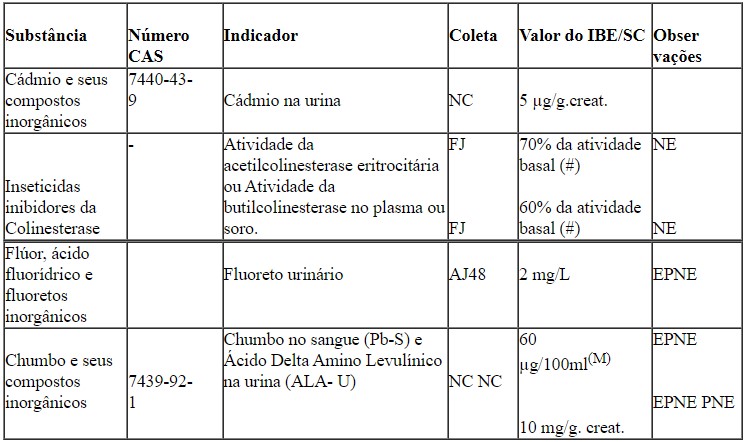 Substância
Número
CAS
Indicador
Coleta
Valor do IBE/SC
Obser
vações
Cádmio e seus
compostos
inorgânicos
7440-43-
9
Cádmio na urina
NC
5 µg/g.creat.
Inseticidas
inibidores da
Colinesterase
-
Atividade da
acetilcolinesterase eritrocitária
ou Atividade da
butilcolinesterase no plasma ou
soro.
FJ
FJ
70% da atividade
basal (#)
60% da atividade
basal (#)
NE
NE
Flúor, ácido
fluorídrico e
fluoretos
inorgânicos
Fluoreto urinário
AJ48
2 mg/L
EPNE
Chumbo e seus
compostos
inorgânicos
7439-92-
1
Chumbo no sangue (Pb-S) e
Ácido Delta Amino Levulínico
na urina (ALA- U)
NC NC
60
µg/100ml(M)
10 mg/g. creat.
EPNE
EPNE PNE